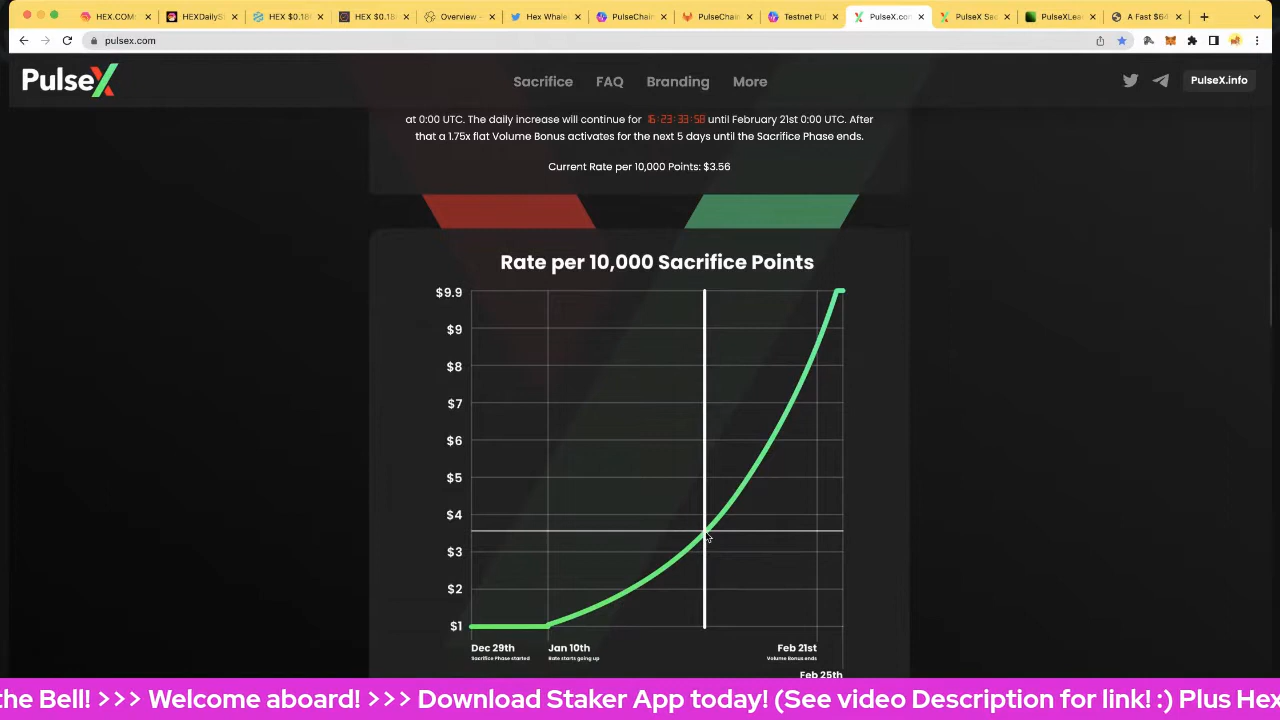 HEX.COM:
HEXDailySt
HEX $0.18
HEX $0.18
Overview -
Hex Whale
PulseChain
PulseChain
Testnet Pu
PulseX.co
PulseX Sac
PulseXLea
A Fast $64
pulsex.com
PulseX
Sacrifice
FAQ
Branding
More
PulseX.info
at 0:00 UTC. The daily increase will continue for 16:23:33:58 until February 21st 0:00 UTC. After
that a 1.75x flat Volume Bonus activates for the next 5 days until the Sacrifice Phase ends.
Current Rate per 10,000 Points: $3.56
Rate per 10,000 Sacrifice Points
$9.9
$9
$8
$7
$6
$5
$4
$3
$2
$1
Dec 29th
Sacrifice Phase started
Jan 10th
Rate starts going up
Feb 21st
Volume Bonus ends
Feb 25th
the Bell! >>> Welcome aboard! >>> Download Staker App today! (See video Description for link! :) Plus Hex